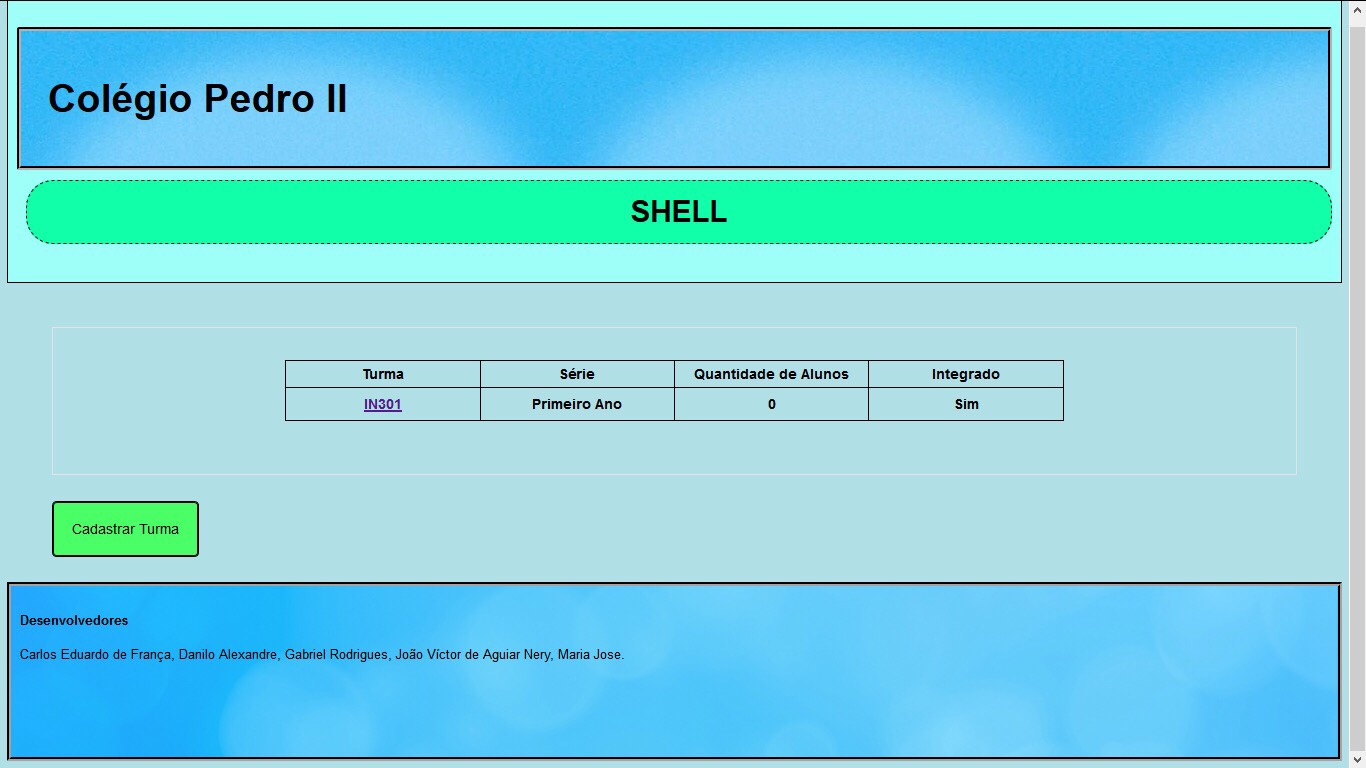 Colégio Pedro II
SHELL
Turma Série Quantidade de Alunos Integrado
IN301 Primeiro Ano 0 Sim
Cadastrar Turma
Desenvolvedores
Carlos Eduardo de França, Danilo Alexandre, Gabriel Rodrigues, João Víctor de Aguiar Nery, Maria Jose.